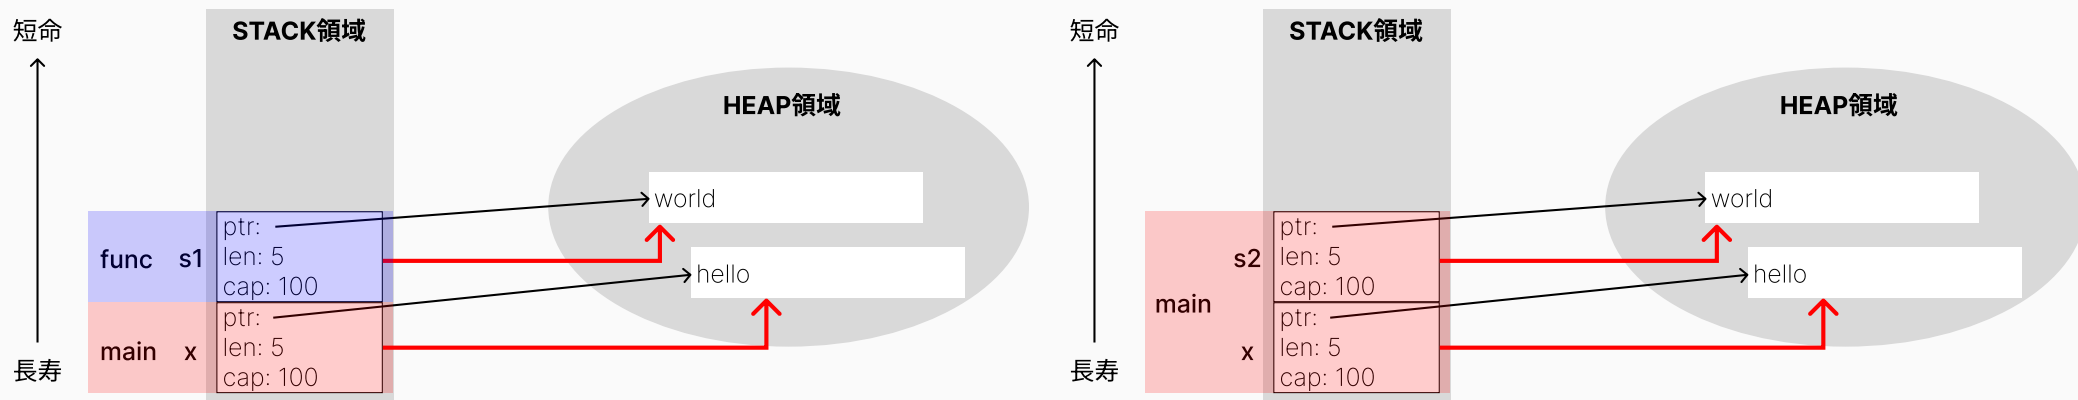 短命
STACK領域
HEAP領域
world
func s1
ptr:
len: 5
cap: 100
hello
main x
ptr:
len: 5
cap: 100
長寿
短命
STACK領域
HEAP領域
world
s2
ptr:
len: 5
cap: 100
hello
main
x
ptr:
len: 5
cap: 100
長寿